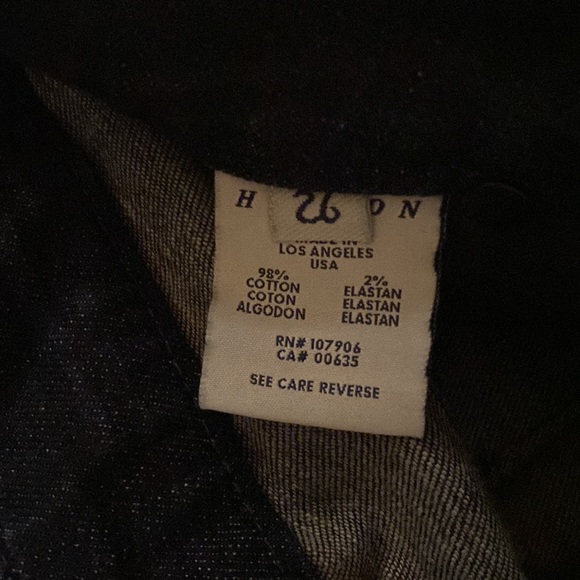 H 26 D N
MADE IN
LOS ANGELES
USA
98% 2%
COTTON ELASTAN
COTON ELASTAN
ALGODON ELASTAN
RN# 107906
CA# 00635
SEE CARE REVERSE